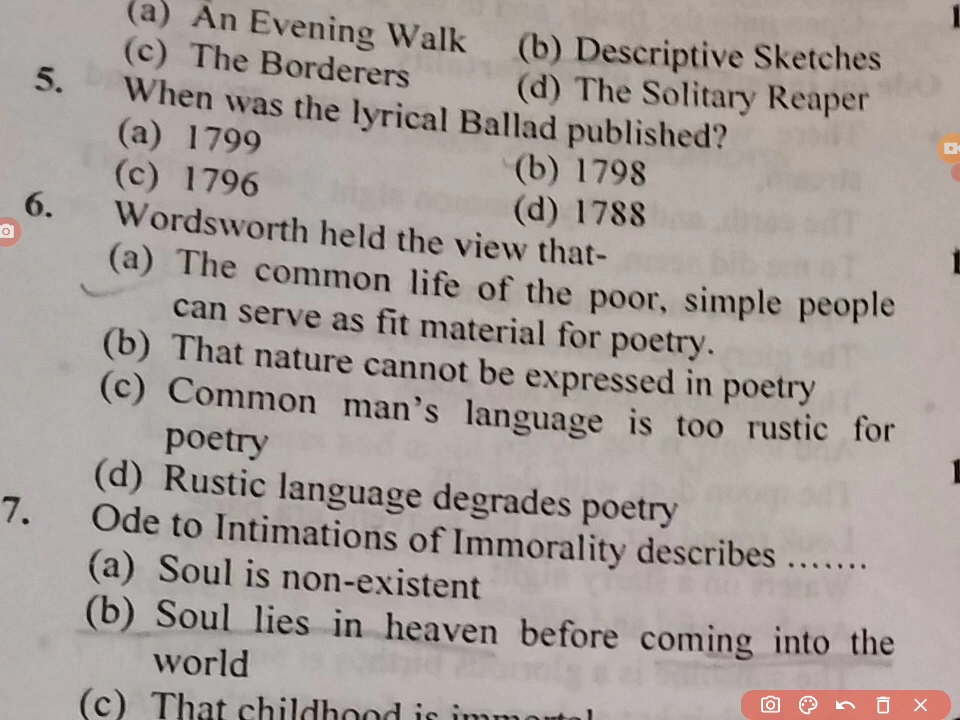 (a) An Evening Walk (b) Descriptive Sketches
(c) The Borderers (d) The Solitary Reaper
5. When was the lyrical Ballad published?
(a) 1799 (b) 1798
(c) 1796 (d) 1788
6. Wordsworth held the view that-
(a) The common life of the poor, simple people
can serve as fit material for poetry.
(b) That nature cannot be expressed in poetry
(c) Common man's language is too rustic for
poetry
(d) Rustic language degrades poetry
7. Ode to Intimations of Immorality describes .......
(a) Soul is non-existent
(b) Soul lies in heaven before coming into the
world
(c) That childhood is immortal